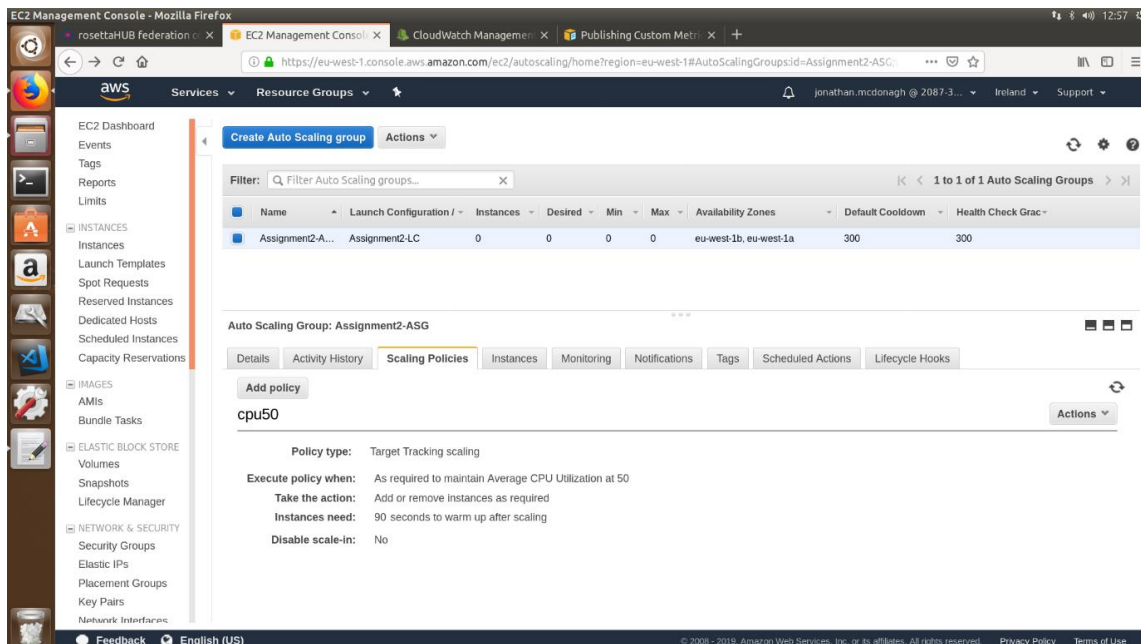 EC2 Management Console - Mozilla Firefox
12:57
rosettaHUB federation c
EC2 Management Consol
CloudWatch Management
Publishing Custom Metri
https://eu-west-1.console.aws.amazon.com/ec2/autoscaling/home?region=eu-west-1#AutoScalingGroups:id=Assignment2-ASG;
aws Services Resource Groups jonathan.mcdonagh @ 2087-3... Ireland Support
EC2 Dashboard
Events
Tags
Reports
Limits
INSTANCES
Instances
Launch Templates
Spot Requests
Reserved Instances
Dedicated Hosts
Scheduled Instances
Capacity Reservations
IMAGES
AMIs
Bundle Tasks
ELASTIC BLOCK STORE
Volumes
Snapshots
Lifecycle Manager
NETWORK & SECURITY
Security Groups
Elastic IPs
Placement Groups
Key Pairs
Network Interfaces
Create Auto Scaling group Actions
Filter: Filter Auto Scaling groups... 1 to 1 of 1 Auto Scaling Groups
Name Launch Configuration / Instances Desired Min Max Availability Zones Default Cooldown Health Check Grac
Assignment2-A... Assignment2-LC 0 0 0 0 eu-west-1b, eu-west-1a 300 300
Auto Scaling Group: Assignment2-ASG
Details Activity History Scaling Policies Instances Monitoring Notifications Tags Scheduled Actions Lifecycle Hooks
Add policy
cpu50 Actions
Policy type: Target Tracking scaling
Execute policy when: As required to maintain Average CPU Utilization at 50
Take the action: Add or remove instances as required
Instances need: 90 seconds to warm up after scaling
Disable scale-in: No
Feedback English (US) © 2008 - 2019, Amazon Web Services, Inc. or its affiliates. All rights reserved. Privacy Policy Terms of Use